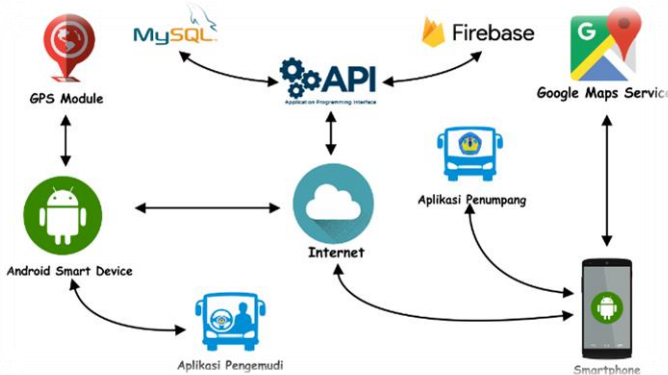 MySQL
Firebase
G
API
Application Programming Interface
GPS Module
Google Maps Service
Aplikasi Penumpang
Internet
Android Smart Device
Aplikasi Pengemudi
Smartphone